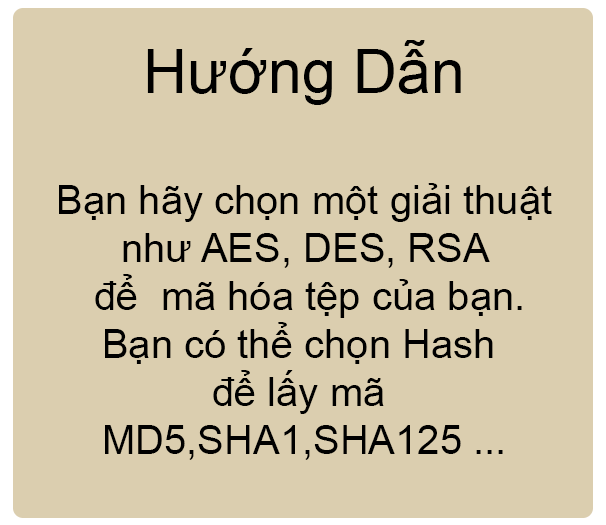 Hướng Dẫn
Bạn hãy chọn một giải thuật
như AES, DES, RSA
để  mã hóa tệp của bạn.
Bạn có thể chọn Hash
để lấy mã
MD5,SHA1,SHA125 ...